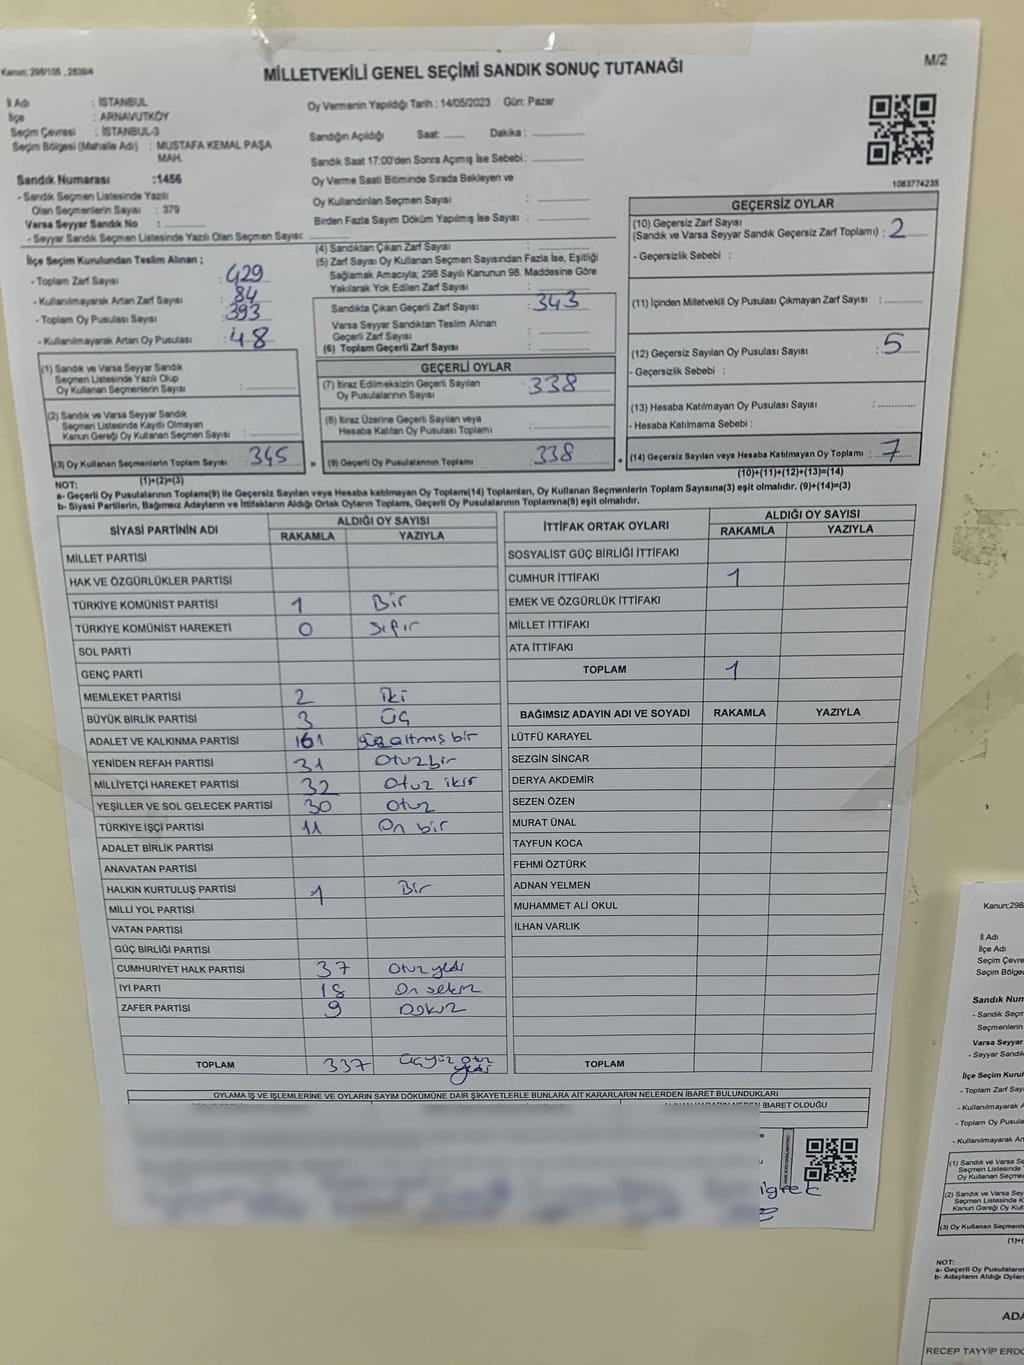 Kanun; 298/105 , 2839/4
MİLLETVEKİLİ GENEL SEÇİMİ SANDIK SONUÇ TUTANAĞI
M/2
İl Adı : İSTANBUL
İlçe : ARNAVUTKÖY
Seçim Çevresi : İSTANBUL-3
Seçim Bölgesi (Mahalle Adı) : MUSTAFA KEMAL PAŞA
MAH.
Sandık Numarası :1456
- Sandık Seçmen Listesinde Yazılı
Olan Seçmenlerin Sayısı : 379
Varsa Seyyar Sandık No :
- Seyyar Sandık Seçmen Listesinde Yazılı Olan Seçmen Sayısı:
Oy Vermenin Yapıldığı Tarih : 14/05/2023 Gün: Pazar
Sandığın Açıldığı Saat: ...... Dakika : ..............
Sandık Saat 17:00'den Sonra Açımış İse Sebebi: ..............
Oy Verme Saati Bitiminde Sırada Bekleyen ve
Oy Kullandırılan Seçmen Sayısı : ..............
Birden Fazla Sayım Döküm Yapılmış İse Sayısı : ..............
1083774235
İlçe Seçim Kurulundan Teslim Alınan ;
- Toplam Zarf Sayısı : 429
- Kullanılmayarak Artan Zarf Sayısı : 84
- Toplam Oy Pusulası Sayısı : 393
- Kullanılmayarak Artan Oy Pusulası : 48
(1) Sandık ve Varsa Seyyar Sandık
Seçmen Listesinde Yazılı Olup
Oy Kullanan Seçmenlerin Sayısı : ..............
(2) Sandık ve Varsa Seyyar Sandık
Seçmen Listesinde Kayıtlı Olmayan
Kanun Gereği Oy Kullanan Seçmen Sayısı : ..............
(3) Oy Kullanan Seçmenlerin Toplam Sayısı : 345
(1)+(2)=(3)
(4) Sandıktan Çıkan Zarf Sayısı : ..............
(5) Zarf Sayısı Oy Kullanan Seçmen Sayısından Fazla İse, Eşitliği
Sağlamak Amacıyla; 298 Sayılı Kanunun 98. Maddesine Göre
Yakılarak Yok Edilen Zarf Sayısı : ..............
Sandıkta Çıkan Geçerli Zarf Sayısı : 343
Varsa Seyyar Sandıktan Teslim Alınan
Geçerli Zarf Sayısı : ..............
(6) Toplam Geçerli Zarf Sayısı : ..............
GEÇERLİ OYLAR
(7) İtiraz Edilmeksizin Geçerli Sayılan
Oy Pusulalarının Sayısı : 338
(8) İtiraz Üzerine Geçerli Sayılan veya
Hesaba Katılan Oy Pusulası Toplamı : ..............
= (9) Geçerli Oy Pusulalarının Toplamı : 338 +
GEÇERSİZ OYLAR
(10) Geçersiz Zarf Sayısı
(Sandık ve Varsa Seyyar Sandık Geçersiz Zarf Toplamı) : 2
- Geçersizlik Sebebi :
(11) İçinden Milletvekili Oy Pusulası Çıkmayan Zarf Sayısı : ..............
(12) Geçersiz Sayılan Oy Pusulası Sayısı : 5
- Geçersizlik Sebebi :
(13) Hesaba Katılmayan Oy Pusulası Sayısı : ..............
- Hesaba Katılmama Sebebi :
(14) Geçersiz Sayılan veya Hesaba Katılmayan Oy Toplamı : 7
(10)+(11)+(12)+(13)=(14)
NOT:
a- Geçerli Oy Pusulalarının Toplamı(9) ile Geçersiz Sayılan veya Hesaba katılmayan Oy Toplamı(14) Toplamları, Oy Kullanan Seçmenlerin Toplam Sayısına(3) eşit olmalıdır. (9)+(14)=(3)
b- Siyasi Partilerin, Bağımsız Adayların ve İttifakların Aldığı Ortak Oyların Toplamı, Geçerli Oy Pusulalarının Toplamına(9) eşit olmalıdır.
SİYASİ PARTİNİN ADI ALDIĞI OY SAYISI
RAKAMLA YAZIYLA
MİLLET PARTİSİ
HAK VE ÖZGÜRLÜKLER PARTİSİ
TÜRKİYE KOMÜNİST PARTİSİ 1 Bir
TÜRKİYE KOMÜNİST HAREKETİ 0 sıfır
SOL PARTİ
GENÇ PARTİ
MEMLEKET PARTİSİ 2 iki
BÜYÜK BİRLİK PARTİSİ 3 Üç
ADALET VE KALKINMA PARTİSİ 161 yüz altmış bir
YENİDEN REFAH PARTİSİ 31 Otuzbir
MİLLİYETÇİ HAREKET PARTİSİ 32 Otuz iki
YEŞİLLER VE SOL GELECEK PARTİSİ 30 Otuz
TÜRKİYE İŞÇİ PARTİSİ 11 On bir
ADALET BİRLİK PARTİSİ
ANAVATAN PARTİSİ
HALKIN KURTULUŞ PARTİSİ 1 Bir
MİLLİ YOL PARTİSİ
VATAN PARTİSİ
GÜÇ BİRLİĞİ PARTİSİ
CUMHURİYET HALK PARTİSİ 37 Otuz yedi
İYİ PARTİ 18 On sekiz
ZAFER PARTİSİ 9 Dokuz
TOPLAM 337 Üçyüz otuz
yedi
İTTİFAK ORTAK OYLARI ALDIĞI OY SAYISI
RAKAMLA YAZIYLA
SOSYALİST GÜÇ BİRLİĞİ İTTİFAKI
CUMHUR İTTİFAKI 1
EMEK VE ÖZGÜRLÜK İTTİFAKI
MİLLET İTTİFAKI
ATA İTTİFAKI
TOPLAM 1
BAĞIMSIZ ADAYIN ADI VE SOYADI RAKAMLA YAZIYLA
LÜTFÜ KARAYEL
SEZGİN SİNCAR
DERYA AKDEMİR
SEZEN ÖZEN
MURAT ÜNAL
TAYFUN KOCA
FEHMİ ÖZTÜRK
ADNAN YELMEN
MUHAMMET ALİ OKUL
İLHAN VARLIK
TOPLAM
OYLAMA İŞ VE İŞLEMLERİNE VE OYLARIN SAYIM DÖKÜMÜNE DAİR ŞİKAYETLERLE BUNLARA AİT KARARLARIN NELERDEN İBARET BULUNDUKLARI
İBARET OLDUĞU
Kanun;298
İl Adı
İlçe Adı
Seçim Çevre
Seçim Bölge
Sandık Num
- Sandık Seçm
Seçmenlerin
Varsa Seyyar
- Seyyar Sandık
İlçe Seçim Kurul
- Toplam Zarf Sayı
- Kullanılmayarak
- Toplam Oy Pusula
- Kullanılmayarak Ar
(1) Sandık ve Varsa Se
Seçmen Listesinde Y
Oy Kullanan Seçmen
(2) Sandık ve Varsa Sey
Seçmen Listesinde K
Kanun Gereği Oy Kul
(3) Oy Kullanan Seçmenle
(1)+(
NOT:
a- Geçerli Oy Pusulaların
b- Adayların Aldığı Oyları
ADA
RECEP TAYYİP ERDO